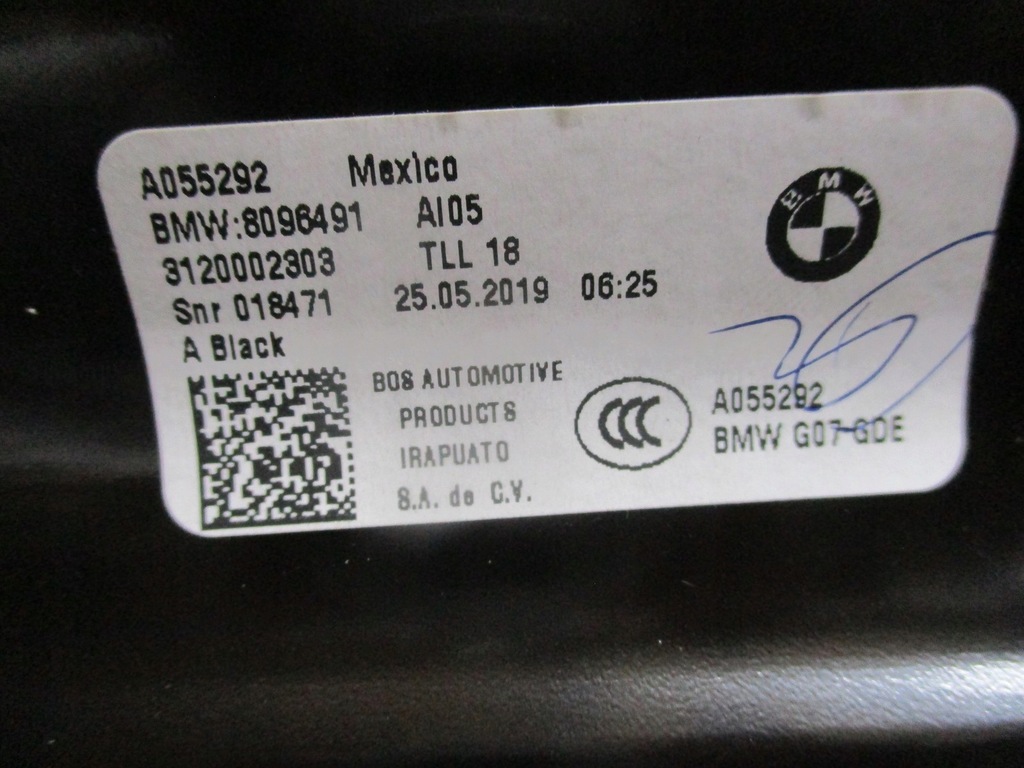 A055292 Mexico
BMW:8096491 AI05
3120002303 TLL 18
Snr 018471 25.05.2019 06:25
A Black
BOS AUTOMOTIVE
PRODUCTS
IRAPUATO
S.A. de C.V.
CCC
A055292
BMW G07 GDE
BMW